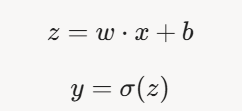 z = w · x + b
y = σ(z)